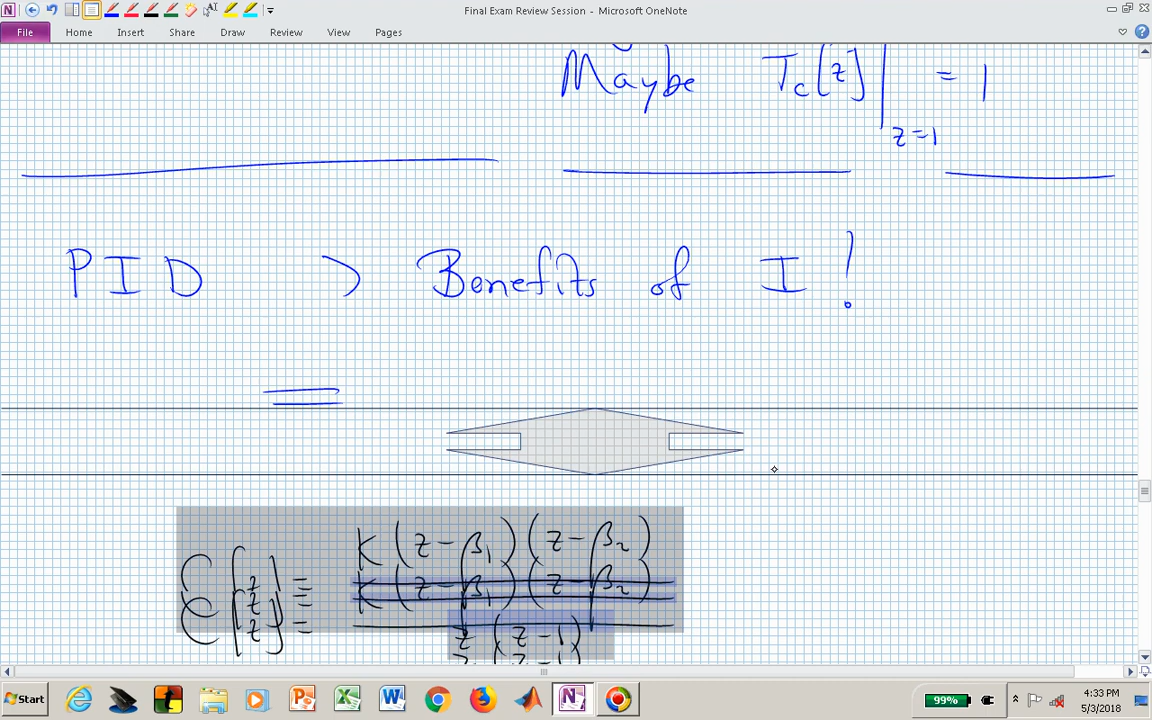 Final Exam Review Session - Microsoft OneNote
File Home Insert Share Draw Review View Pages
Maybe Tc[z] | = 1
z=1
PID > Benefits of I!
=
C[z] = K(z-β1)(z-β2)
z(z-1)
99%
4:33 PM
5/3/2018
Start